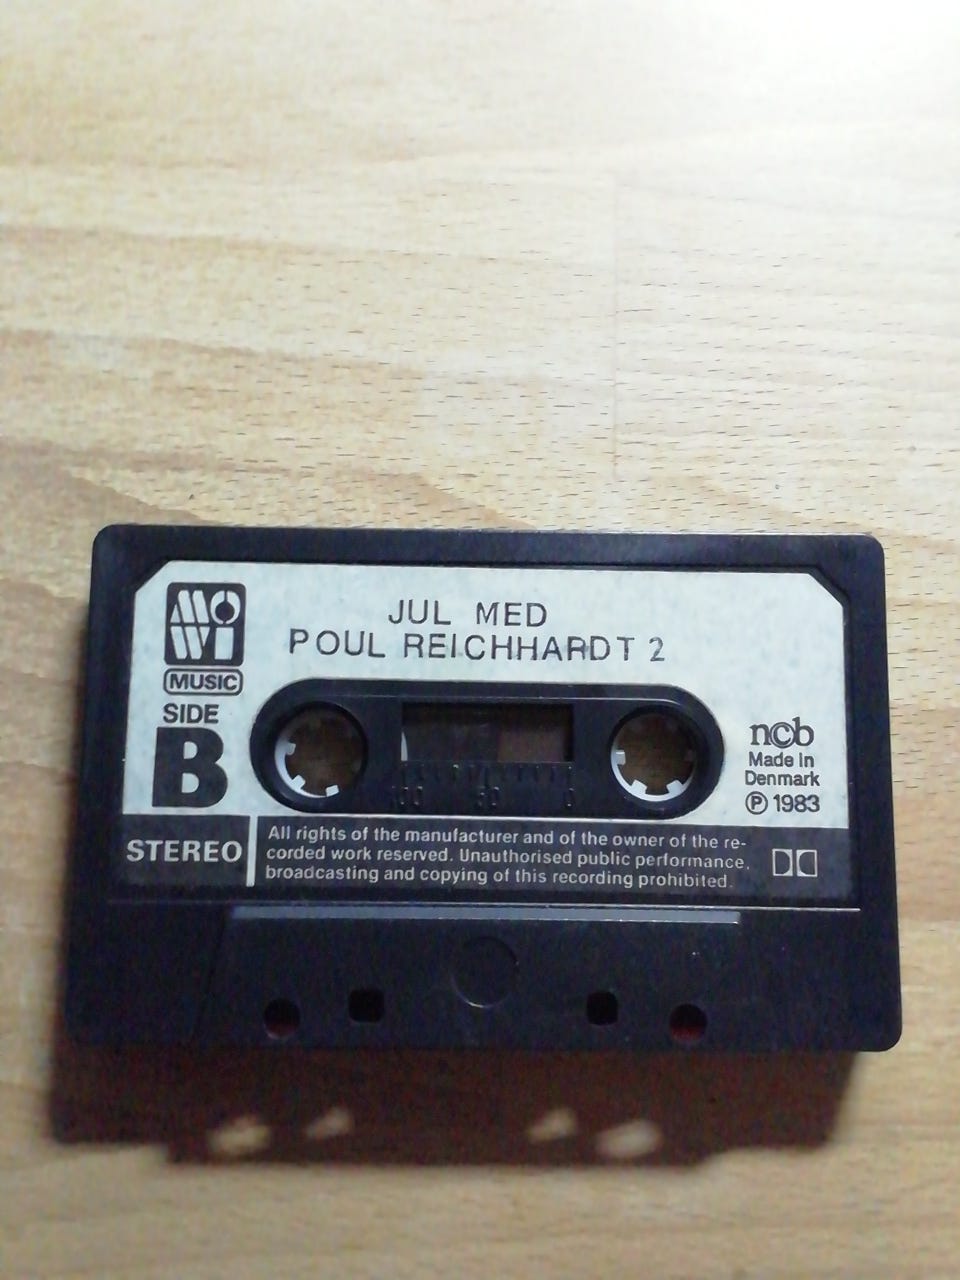 MOWI
MUSIC
JUL MED
POUL REICHHARDT 2
SIDE
B
ncb
Made in
Denmark
Ⓟ 1983
100 50 0
STEREO
All rights of the manufacturer and of the owner of the re-
corded work reserved. Unauthorised public performance,
broadcasting and copying of this recording prohibited.